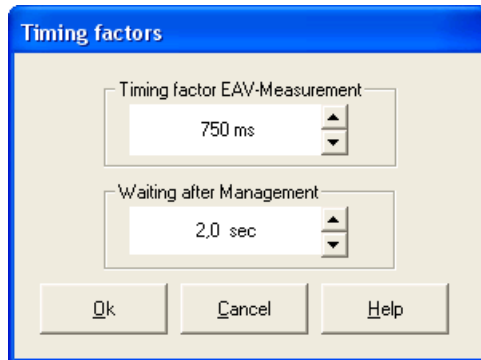 Timing factors
Timing factor EAV-Measurement
750 ms
Waiting after Management
2,0 sec
Ok
Cancel
Help